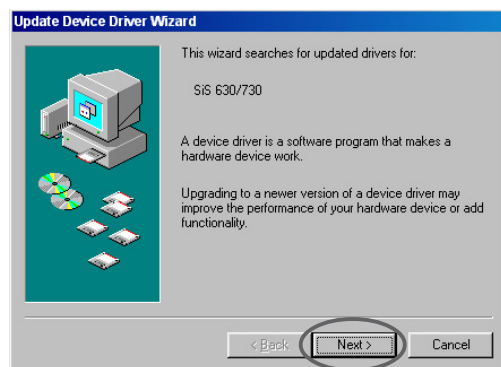 Update Device Driver Wizard
This wizard searches for updated drivers for:
SiS 630/730
A device driver is a software program that makes a
hardware device work.
Upgrading to a newer version of a device driver may
improve the performance of your hardware device or add
functionality.
< Back
Next >
Cancel